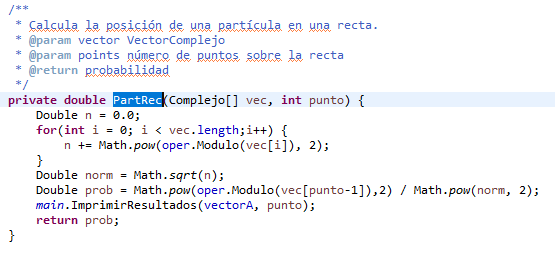 /**
 * Calcula la posición de una partícula en una recta.
 * @param vector VectorComplejo
 * @param points número de puntos sobre la recta
 * @return probabilidad
 */
private double PartRec(Complejo[] vec, int punto) {
    Double n = 0.0;
    for(int i = 0; i < vec.length;i++) {
        n += Math.pow(oper.Modulo(vec[i]), 2);
    }
    Double norm = Math.sqrt(n);
    Double prob = Math.pow(oper.Modulo(vec[punto-1]),2) / Math.pow(norm, 2);
    main.ImprimirResultados(vectorA, punto);
    return prob;
}